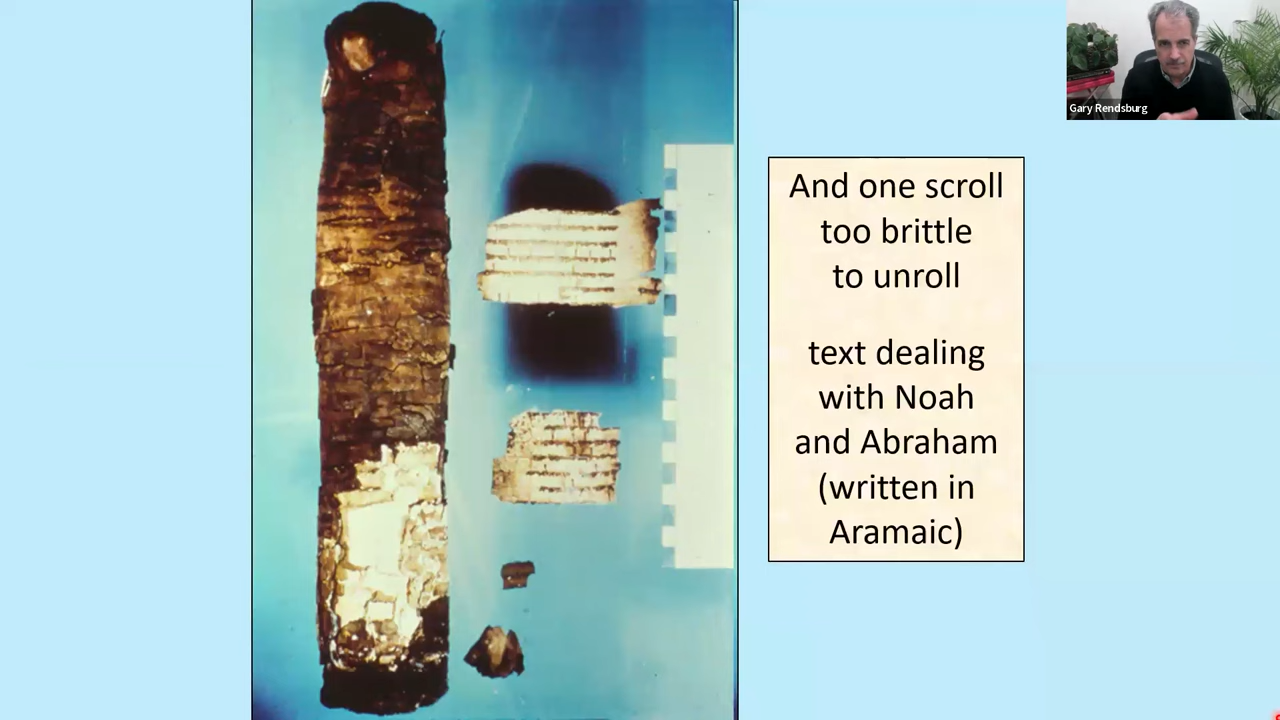 Gary Rendsburg
And one scroll
too brittle
to unroll
text dealing
with Noah
and Abraham
(written in
Aramaic)